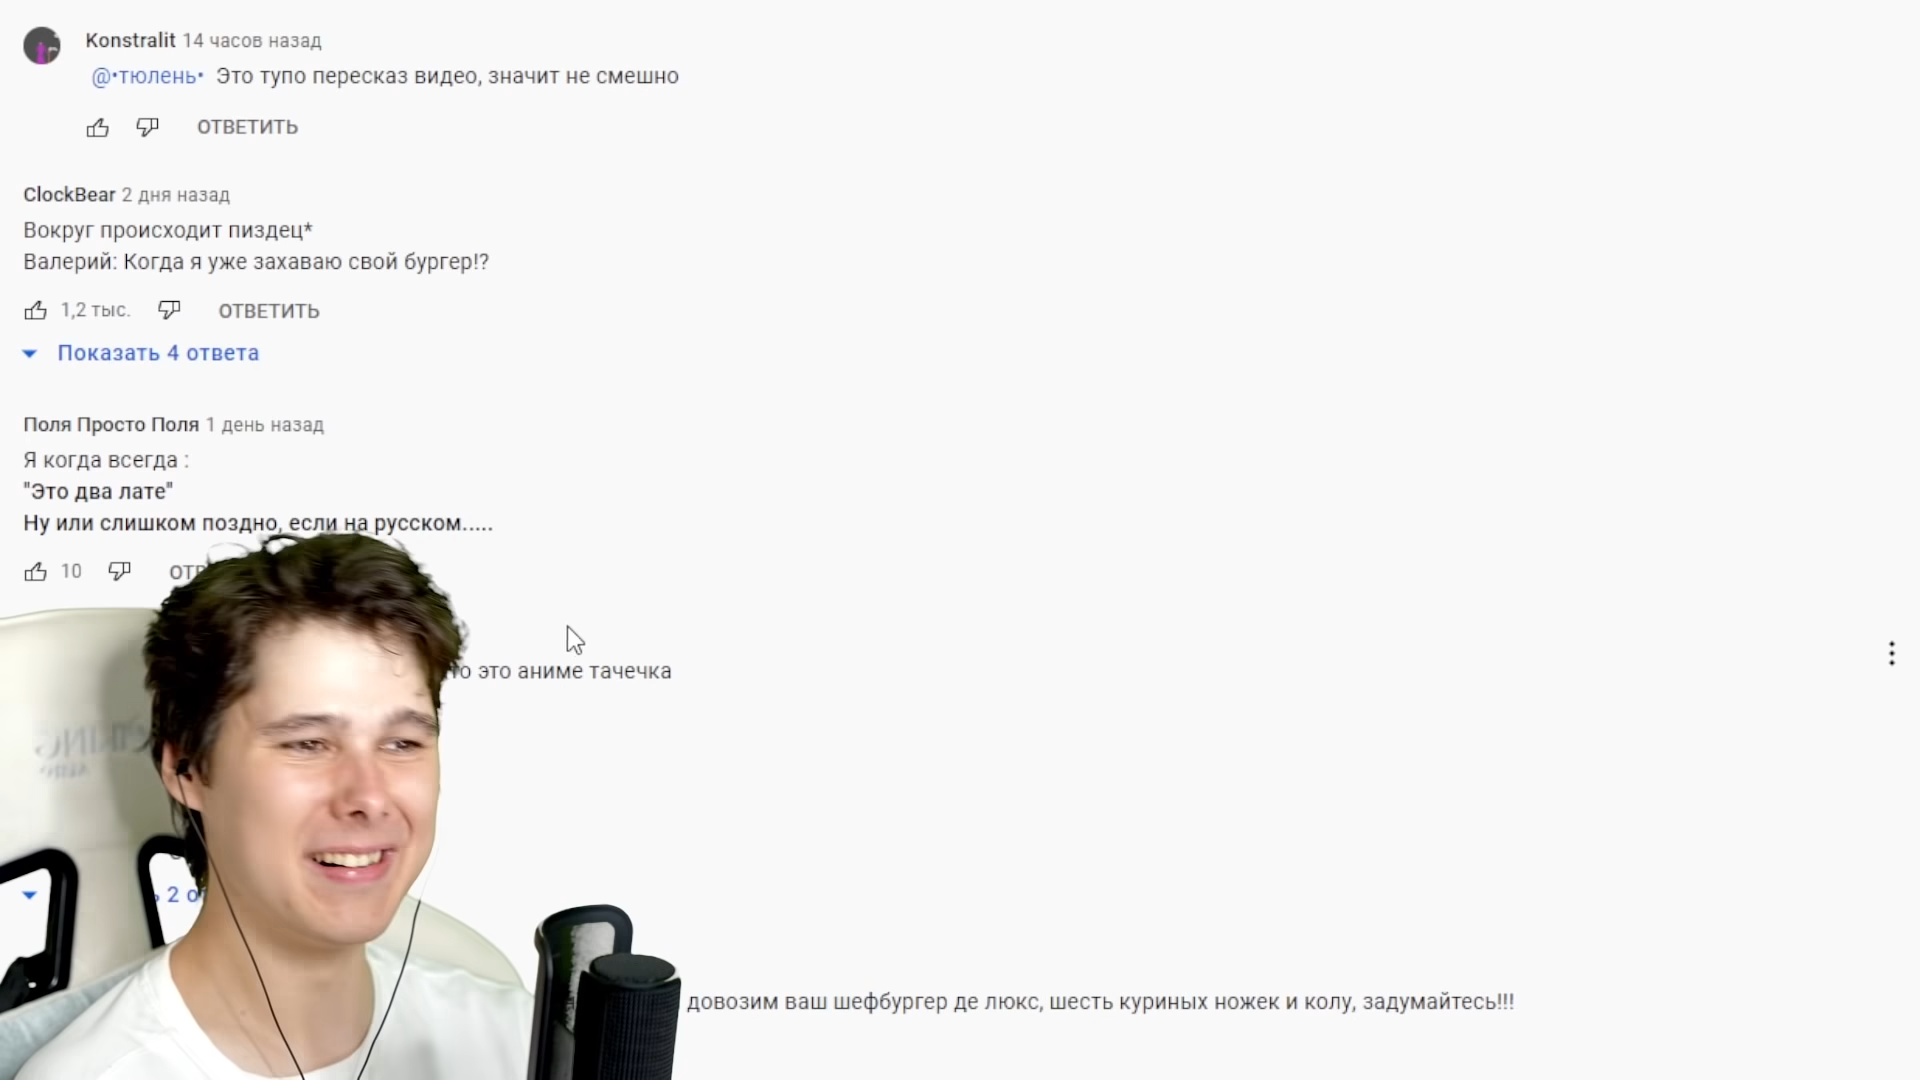 Konstralit 14 часов назад
@•тюлень• Это тупо пересказ видео, значит не смешно
ОТВЕТИТЬ
ClockBear 2 дня назад
Вокруг происходит пиздец*
Валерий: Когда я уже захаваю свой бургер!?
1,2 тыс. ОТВЕТИТЬ
Показать 4 ответа
Поля Просто Поля 1 день назад
Я когда всегда :
"Это два лате"
Ну или слишком поздно, если на русском.....
10
это аниме тачечка
2
довозим ваш шефбургер де люкс, шесть куриных ножек и колу, задумайтесь!!!